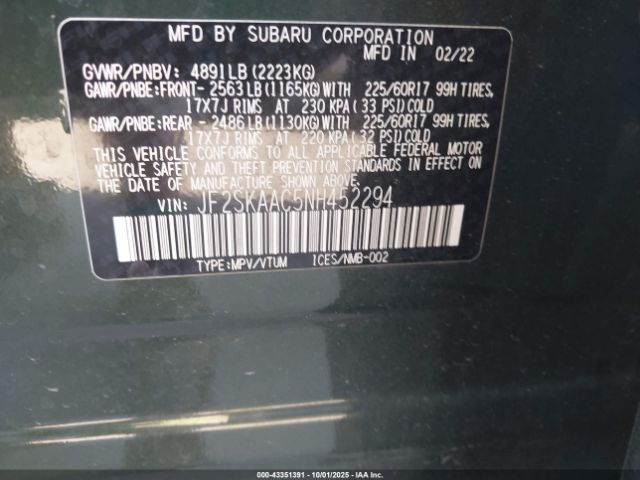 MFD BY SUBARU CORPORATION
MFD IN 02/22
GVWR/PNBV: 4891LB (2223KG)
GAWR/PNBE:FRONT- 2563LB (1165KG)WITH 225/60R17 99H TIRES,
17X7J RIMS AT 230 KPA (33 PSI)COLD
GAWR/PNBE:REAR - 2486LB (1130KG)WITH 225/60R17 99H TIRES,
17X7J RIMS AT 220 KPA (32 PSI)COLD
THIS VEHICLE CONFORMS TO ALL APPLICABLE FEDERAL MOTOR
VEHICLE SAFETY AND THEFT PREVENTION STANDARDS IN EFFECT ON
THE DATE OF MANUFACTURE SHOWN ABOVE.
VIN: JF2SKAAC5NH452294
TYPE:MPV/VTUM ICES/NMB-002
000-43351391 - 10/01/2025 - IAA Inc.